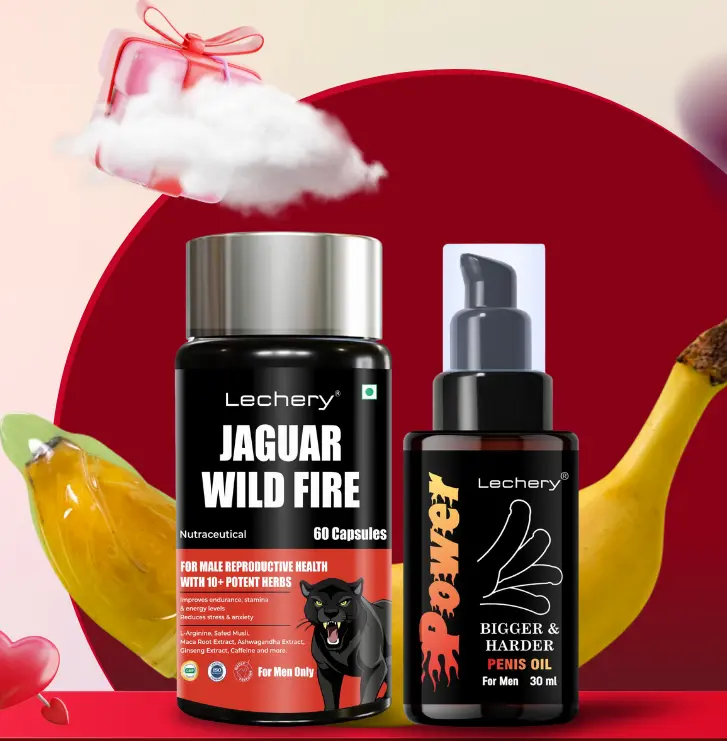 Lechery®
JAGUAR
WILD FIRE
Nutraceutical
60 Capsules
FOR MALE REPRODUCTIVE HEALTH
WITH 10+ POTENT HERBS
Improves endurance, stamina
& energy levels
Reduces stress & anxiety
L-Arginine, Safed Musli,
Maca Root Extract, Ashwagandha Extract,
Ginseng Extract, Caffeine and more.
ISO
For Men Only
Power
Lechery®
BIGGER &
HARDER
PENIS OIL
For Men 30 ml